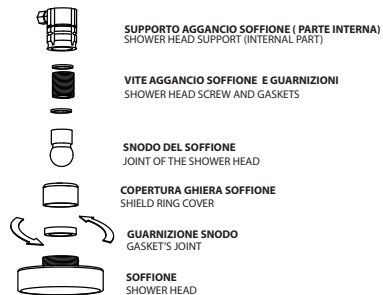 SUPPORTO AGGANCIO SOFFIONE ( PARTE INTERNA)
SHOWER HEAD SUPPORT (INTERNAL PART)
VITE AGGANCIO SOFFIONE E GUARNIZIONI
SHOWER HEAD SCREW AND GASKETS
SNODO DEL SOFFIONE
JOINT OF THE SHOWER HEAD
COPERTURA GHIERA SOFFIONE
SHIELD RING COVER
GUARNIZIONE SNODO
GASKET'S JOINT
SOFFIONE
SHOWER HEAD